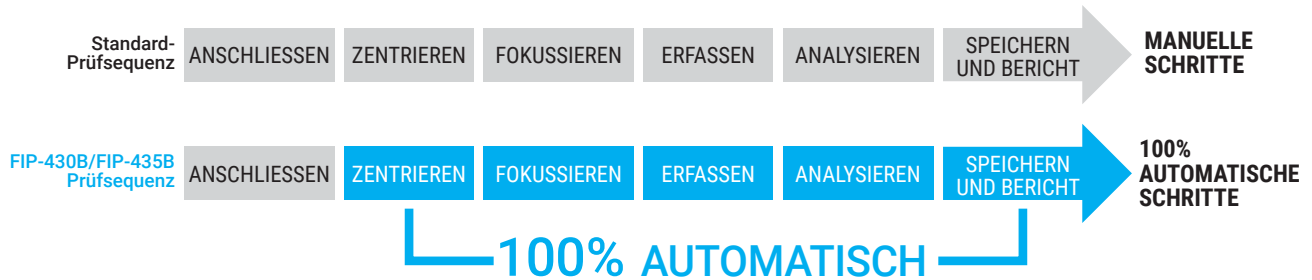 Standard-
Prüfsequenz
ANSCHLIESSEN
ZENTRIEREN
FOKUSSIEREN
ERFASSEN
ANALYSIEREN
SPEICHERN
UND BERICHT
MANUELLE
SCHRITTE
FIP-430B/FIP-435B
Prüfsequenz
ANSCHLIESSEN
ZENTRIEREN
FOKUSSIEREN
ERFASSEN
ANALYSIEREN
SPEICHERN
UND BERICHT
100%
AUTOMATISCHE
SCHRITTE
100% AUTOMATISCH